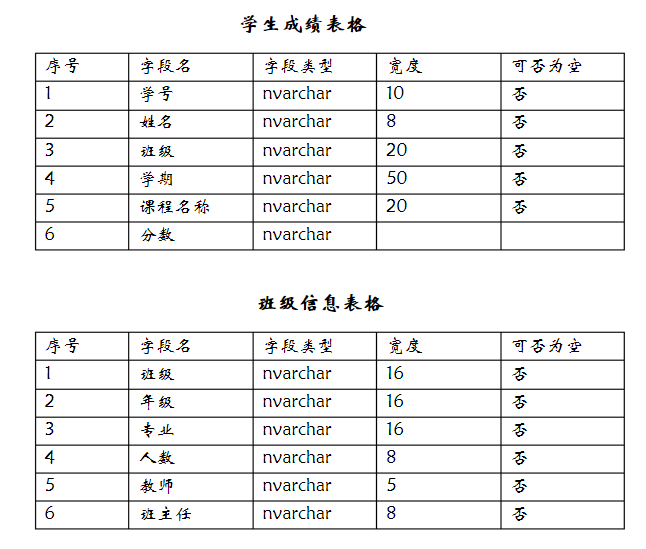 学生成绩表格
序号 字段名 字段类型 宽度 可否为空
1 学号 nvarchar 10 否
2 姓名 nvarchar 8 否
3 班级 nvarchar 20 否
4 学期 nvarchar 50 否
5 课程名称 nvarchar 20 否
6 分数 nvarchar
班级信息表格
序号 字段名 字段类型 宽度 可否为空
1 班级 nvarchar 16 否
2 年级 nvarchar 16 否
3 专业 nvarchar 16 否
4 人数 nvarchar 8 否
5 教师 nvarchar 5 否
6 班主任 nvarchar 8 否